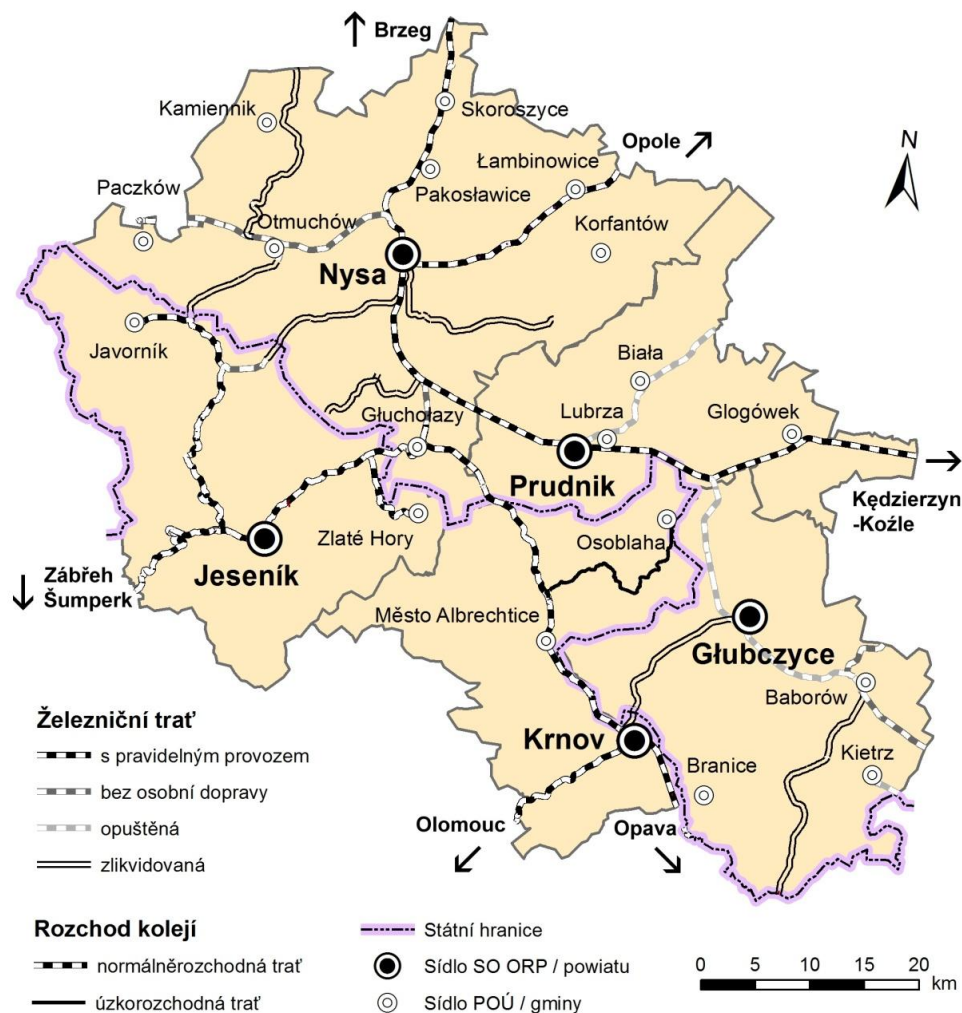 Brzeg
Kamiennik
Skoroszyce
Opole
N
Łambinowice
Pakosławice
Paczków
Otmuchów
Korfantów
Nysa
Javorník
Biała
Głuchołazy
Lubrza
Glogówek
Prudnik
Kędzierzyn
-Koźle
Zlaté Hory
Osoblaha
Jeseník
Zábřeh
Šumperk
Město Albrechtice
Głubczyce
Baborów
Krnov
Branice
Kietrz
Olomouc
Opava
Železniční trať
s pravidelným provozem
bez osobní dopravy
opuštěná
zlikvidovaná
Rozchod kolejí
normálněrozchodná trať
úzkorozchodná trať
Státní hranice
Sídlo SO ORP / powiatu
Sídlo POÚ / gminy
0 5 10 15 20
km